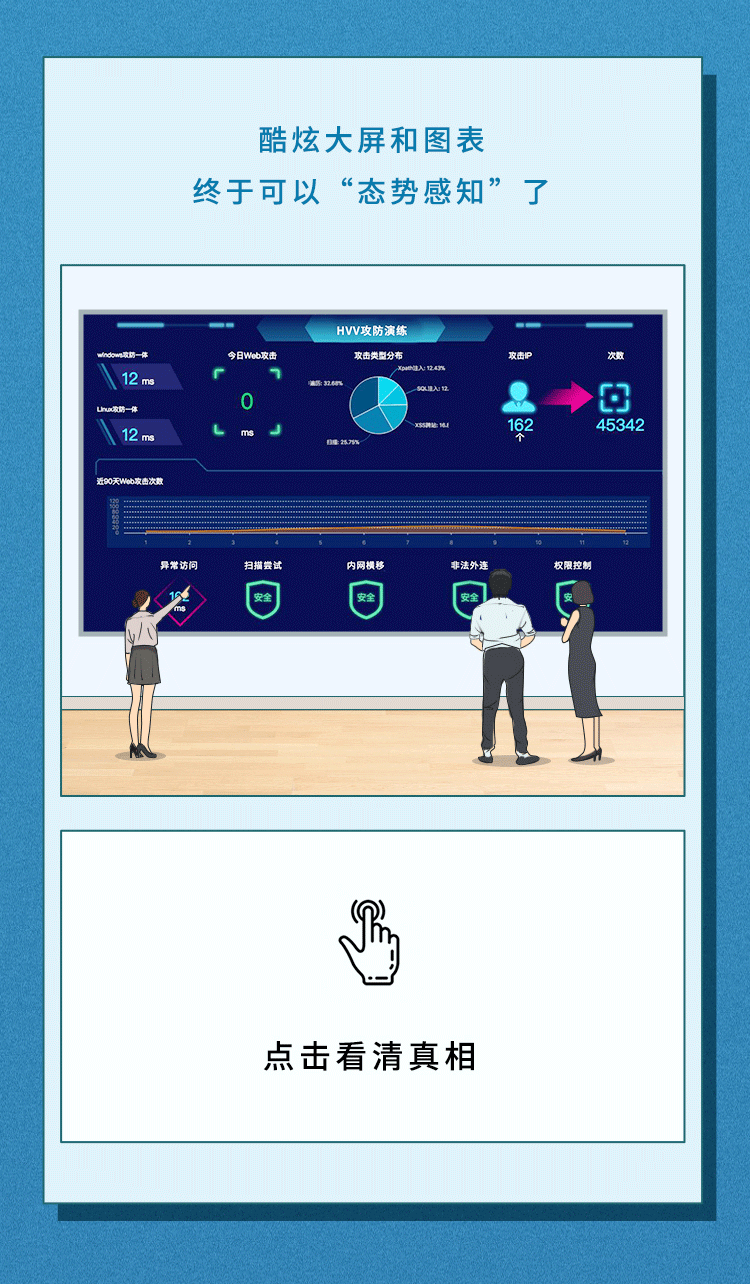 酷炫大屏和图表
终于可以“态势感知”了
HVV攻防演练
windows攻防一体
12 ms
Linux攻防一体
12 ms
今日Web攻击
0
ms
攻击类型分布
Xpath注入: 12.43%
SQL注入: 12.
XSS跨站: 16.
扫描: 25.75%
遍历: 32.68%
攻击IP
162
个
次数
45342
近90天Web攻击次数
120
100
80
60
40
20
0
1 2 3 4 5 6 7 8 9 10 11 12
异常访问
扫描尝试
内网横移
非法外连
权限控制
162
ms
安全
安全
安全
点击看清真相